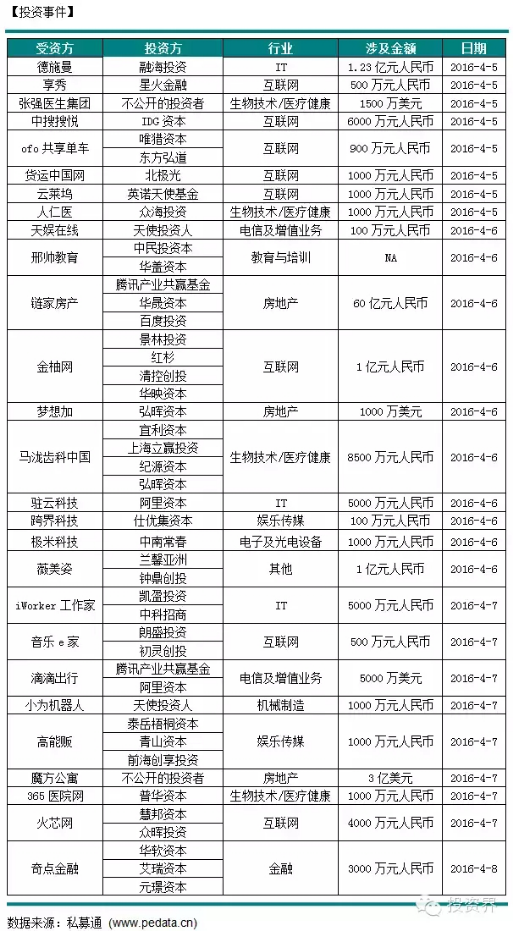 【投资事件】
受资方 投资方 行业 涉及金额 日期
德施曼 融海投资 IT 1.23 亿元人民币 2016-4-5
享秀 星火金融 互联网 500 万元人民币 2016-4-5
张强医生集团 不公开的投资者 生物技术/医疗健康 1500 万美元 2016-4-5
中搜搜悦 IDG 资本 互联网 6000 万元人民币 2016-4-5
ofo 共享单车 唯猎资本 互联网 900 万元人民币 2016-4-5
东方弘道
货运中国网 北极光 互联网 1000 万元人民币 2016-4-5
云莱坞 英诺天使基金 互联网 1000 万元人民币 2016-4-5
人仁医 众海投资 生物技术/医疗健康 1000 万元人民币 2016-4-5
天娱在线 天使投资人 电信及增值业务 100 万元人民币 2016-4-6
邢帅教育 中民投资本 教育与培训 NA 2016-4-6
华盖资本
链家房产 腾讯产业共赢基金 房地产 60 亿元人民币 2016-4-6
华晟资本
百度投资
金柚网 景林投资 互联网 1 亿元人民币 2016-4-6
红杉
清控创投
华映资本
梦想加 弘晖资本 房地产 1000 万美元 2016-4-6
马泷齿科中国 宜利资本 生物技术/医疗健康 8500 万元人民币 2016-4-6
上海立赢投资
纪源资本
弘晖资本
驻云科技 阿里资本 IT 5000 万元人民币 2016-4-6
跨界科技 仕优集资本 娱乐传媒 100 万元人民币 2016-4-6
极米科技 中南常春 电子及光电设备 1000 万元人民币 2016-4-6
薇美姿 兰馨亚洲 其他 1 亿元人民币 2016-4-6
钟鼎创投
iWorker 工作家 凯盈投资 IT 5000 万元人民币 2016-4-7
中科招商
音乐 e 家 朗盛投资 互联网 500 万元人民币 2016-4-7
初灵创投
滴滴出行 腾讯产业共赢基金 电信及增值业务 5000 万美元 2016-4-7
阿里资本
小为机器人 天使投资人 机械制造 1000 万元人民币 2016-4-7
高能贩 泰岳梧桐资本 娱乐传媒 1000 万元人民币 2016-4-7
青山资本
前海创享投资
魔方公寓 不公开的投资者 房地产 3 亿美元 2016-4-7
365 医院网 普华资本 生物技术/医疗健康 1000 万元人民币 2016-4-7
火芯网 慧邦资本 互联网 4000 万元人民币 2016-4-7
众晖投资
奇点金融 华软资本 金融 3000 万元人民币 2016-4-8
艾瑞资本
元璟资本
投资界
数据来源：私募通 (www.pedata.cn)